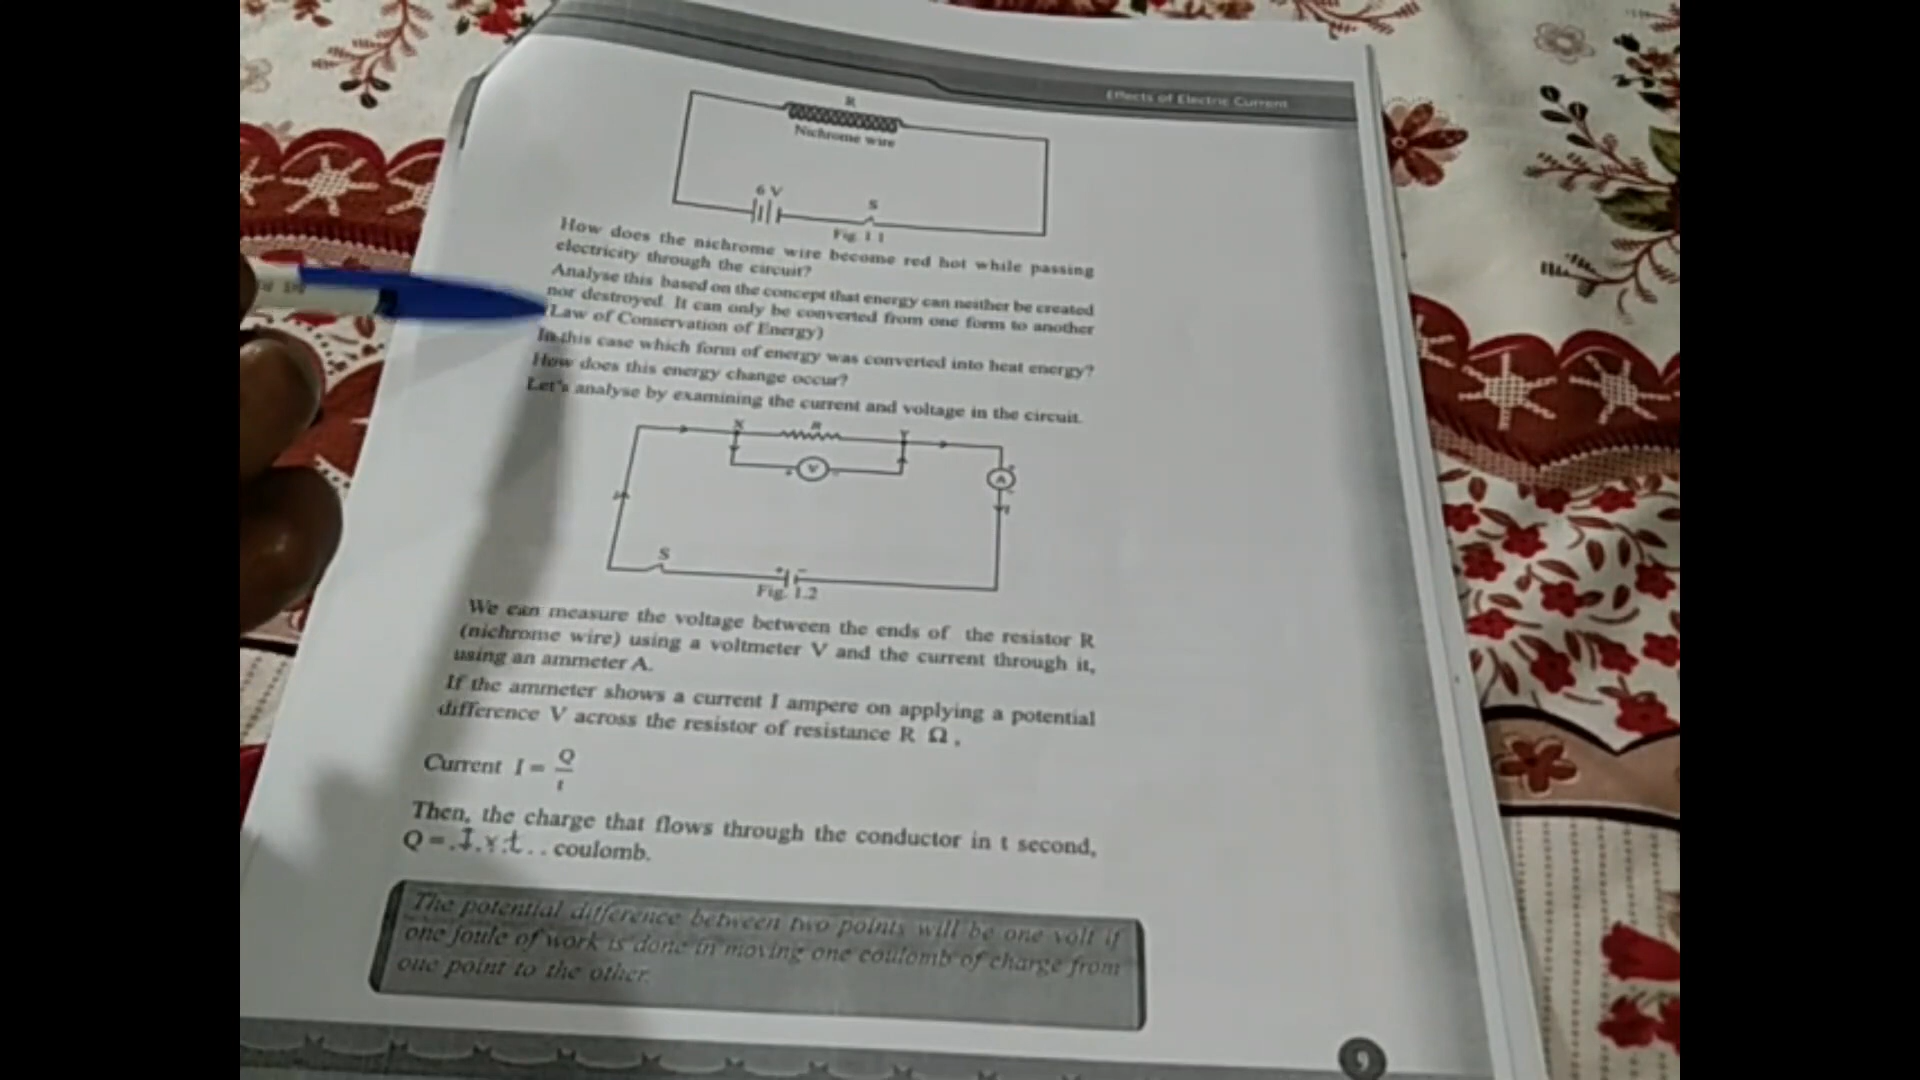 Effects of Electric Current
R
Nichrome wire
6 V
S
Fig. 1.1
How does the nichrome wire become red hot while passing
electricity through the circuit?
Analyse this based on the concept that energy can neither be created
nor destroyed. It can only be converted from one form to another
(Law of Conservation of Energy)
In this case which form of energy was converted into heat energy?
How does this energy change occur?
Let's analyse by examining the current and voltage in the circuit.
X R Y
+ V -
+
A
-
I
S
+ -
Fig. 1.2
We can measure the voltage between the ends of the resistor R
(nichrome wire) using a voltmeter V and the current through it,
using an ammeter A.
If the ammeter shows a current I ampere on applying a potential
difference V across the resistor of resistance R Ω,
Current I = Q
t
Then, the charge that flows through the conductor in t second,
Q = .I.x.t.. coulomb.
The potential difference between two points will be one volt if
one joule of work is done in moving one coulomb of charge from
one point to the other.
9